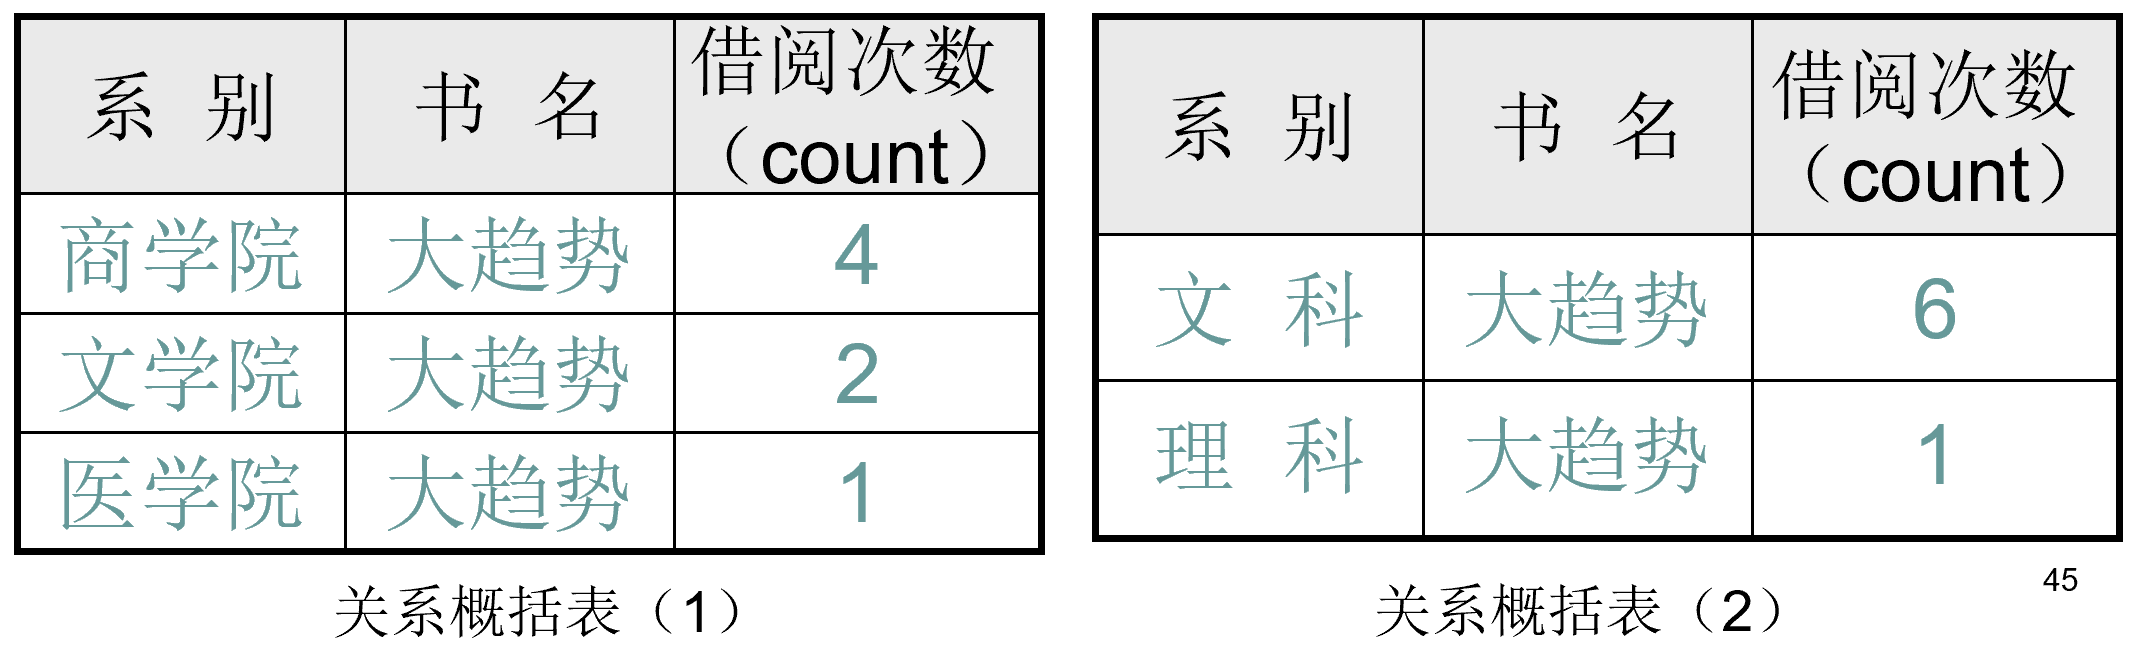 系 别 书 名 借阅次数（count）
商学院 大趋势 4
文学院 大趋势 2
医学院 大趋势 1
关系概括表（1）
系 别 书 名 借阅次数（count）
文 科 大趋势 6
理 科 大趋势 1
关系概括表（2）
45